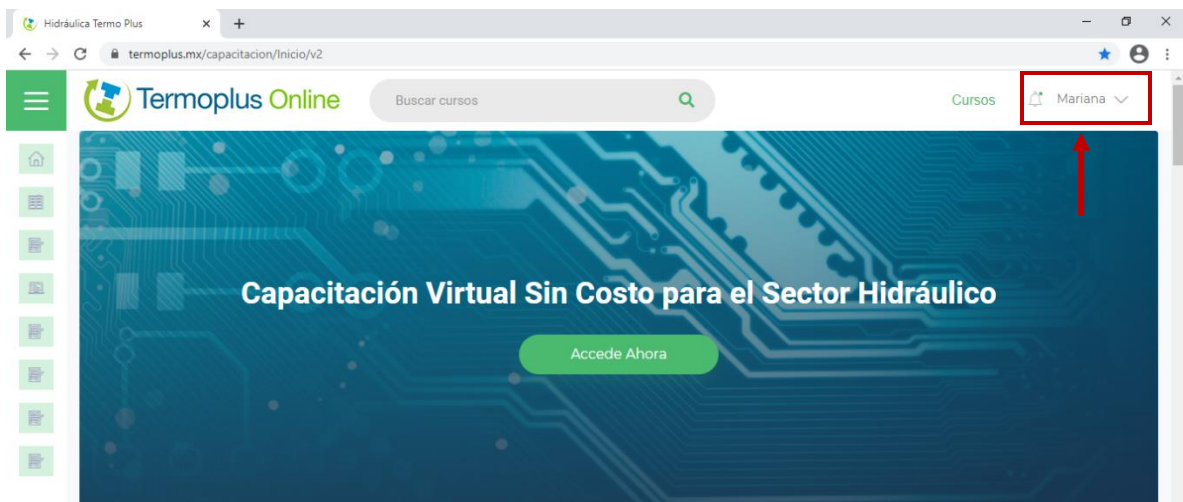 Hidráulica Termo Plus
termoplus.mx/capacitacion/Inicio/v2
Termoplus Online
Buscar cursos
Cursos
Mariana
Capacitación Virtual Sin Costo para el Sector Hidráulico
Accede Ahora